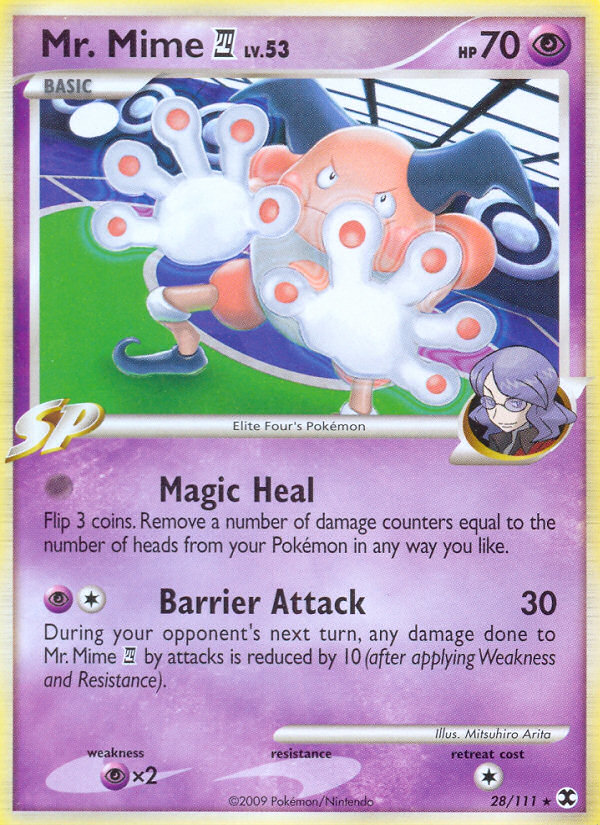 Mr. Mime 4 LV.53 HP 70
BASIC
SP
Elite Four's Pokémon
Magic Heal
Flip 3 coins. Remove a number of damage counters equal to the
number of heads from your Pokémon in any way you like.
Barrier Attack 30
During your opponent's next turn, any damage done to
Mr. Mime 4 by attacks is reduced by 10 (after applying Weakness
and Resistance).
Illus. Mitsuhiro Arita
weakness resistance retreat cost
×2
©2009 Pokémon/Nintendo 28/111 ★